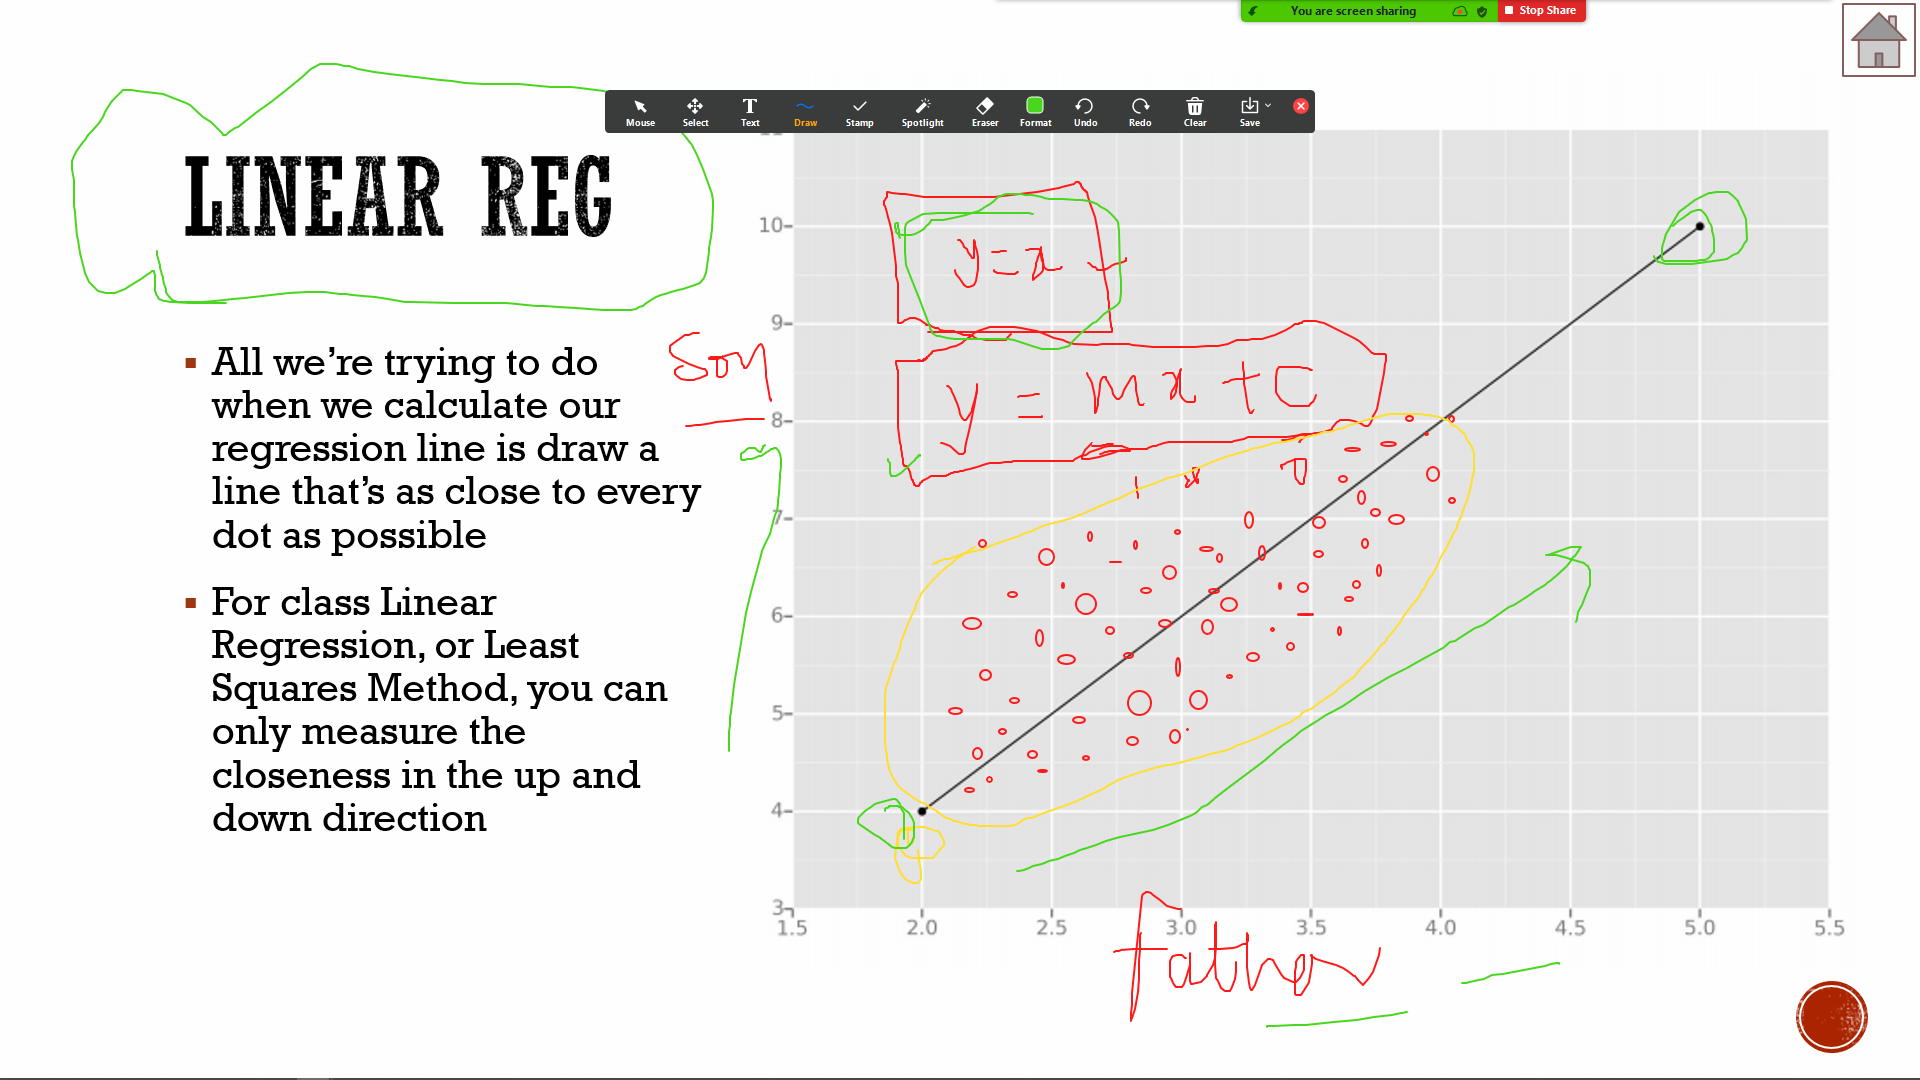 You are screen sharing
Stop Share
Mouse Select Text Draw Stamp Spotlight Eraser Format Undo Redo Clear Save
LINEAR REG
All we're trying to do
when we calculate our
regression line is draw a
line that's as close to every
dot as possible
For class Linear
Regression, or Least
Squares Method, you can
only measure the
closeness in the up and
down direction
son
y = x
y = mx + c
10
9
8
7
6
5
4
3
1.5 2.0 2.5 3.0 3.5 4.0 4.5 5.0 5.5
father